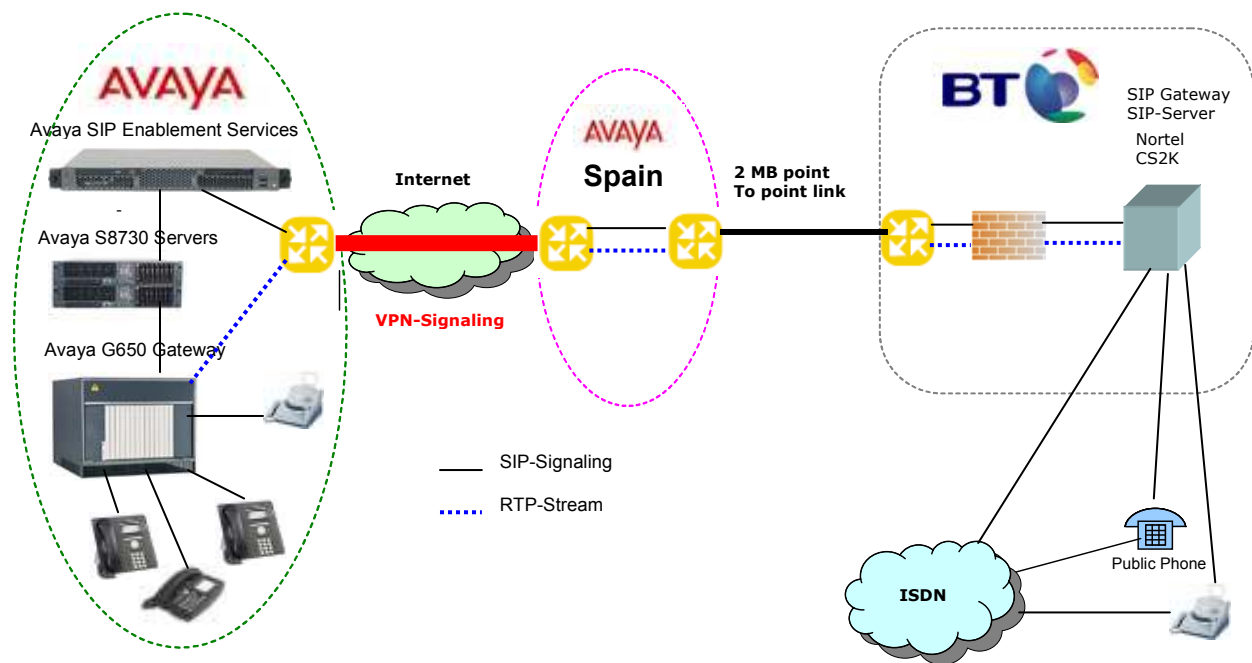 AVAYA
Avaya SIP Enablement Services
-
Avaya S8730 Servers
Avaya G650 Gateway
Internet
VPN-Signaling
AVAYA
Spain
2 MB point
To point link
BT
SIP Gateway
SIP-Server
Nortel
CS2K
SIP-Signaling
RTP-Stream
Public Phone
ISDN